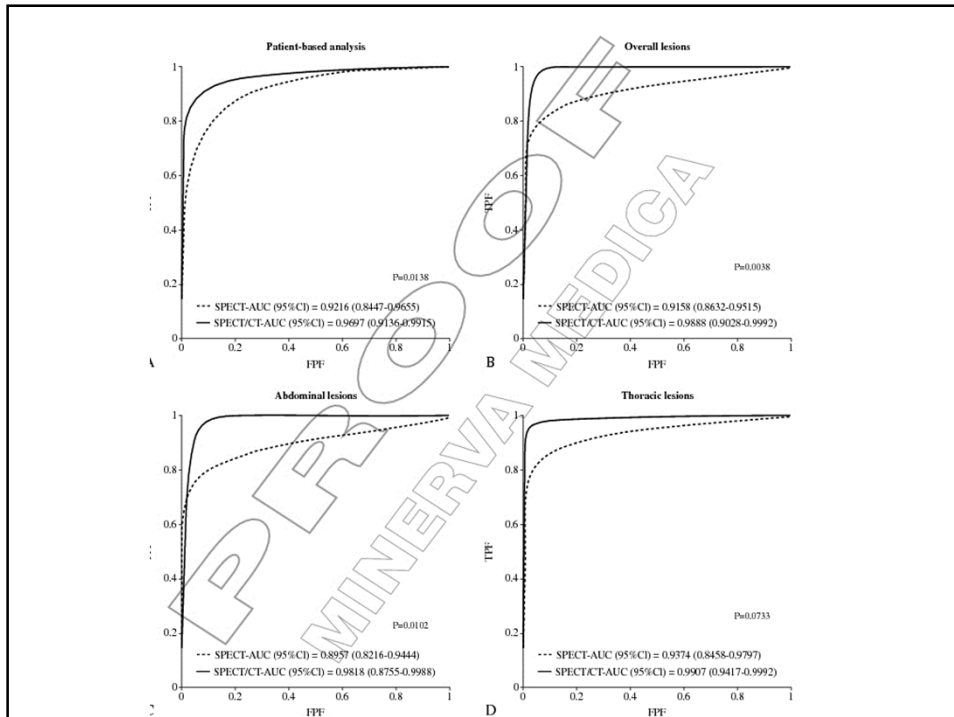 Patient-based analysis
1
0.8
0.6
0.4
0.2
0
0
0.2
0.4
0.6
0.8
1
FPF
P=0.0138
SPECT-AUC (95%CI) = 0.9216 (0.8447-0.9655)
SPECT/CT-AUC (95%CI) = 0.9697 (0.9136-0.9915)
A
Overall lesions
1
0.8
0.6
0.4
0.2
0
TPF
0
0.2
0.4
0.6
0.8
1
FPF
P=0.0038
SPECT-AUC (95%CI) = 0.9158 (0.8632-0.9515)
SPECT/CT-AUC (95%CI) = 0.9888 (0.9028-0.9992)
B
Abdominal lesions
1
0.8
0.6
0.4
0.2
0
0
0.2
0.4
0.6
0.8
1
FPF
P=0.0102
SPECT-AUC (95%CI) = 0.8957 (0.8216-0.9444)
SPECT/CT-AUC (95%CI) = 0.9818 (0.8755-0.9988)
C
Thoracic lesions
1
0.8
0.6
0.4
0.2
0
TPF
0
0.2
0.4
0.6
0.8
1
FPF
P=0.0733
SPECT-AUC (95%CI) = 0.9374 (0.8458-0.9797)
SPECT/CT-AUC (95%CI) = 0.9907 (0.9417-0.9992)
D
PROOF
MINERVA MEDICA